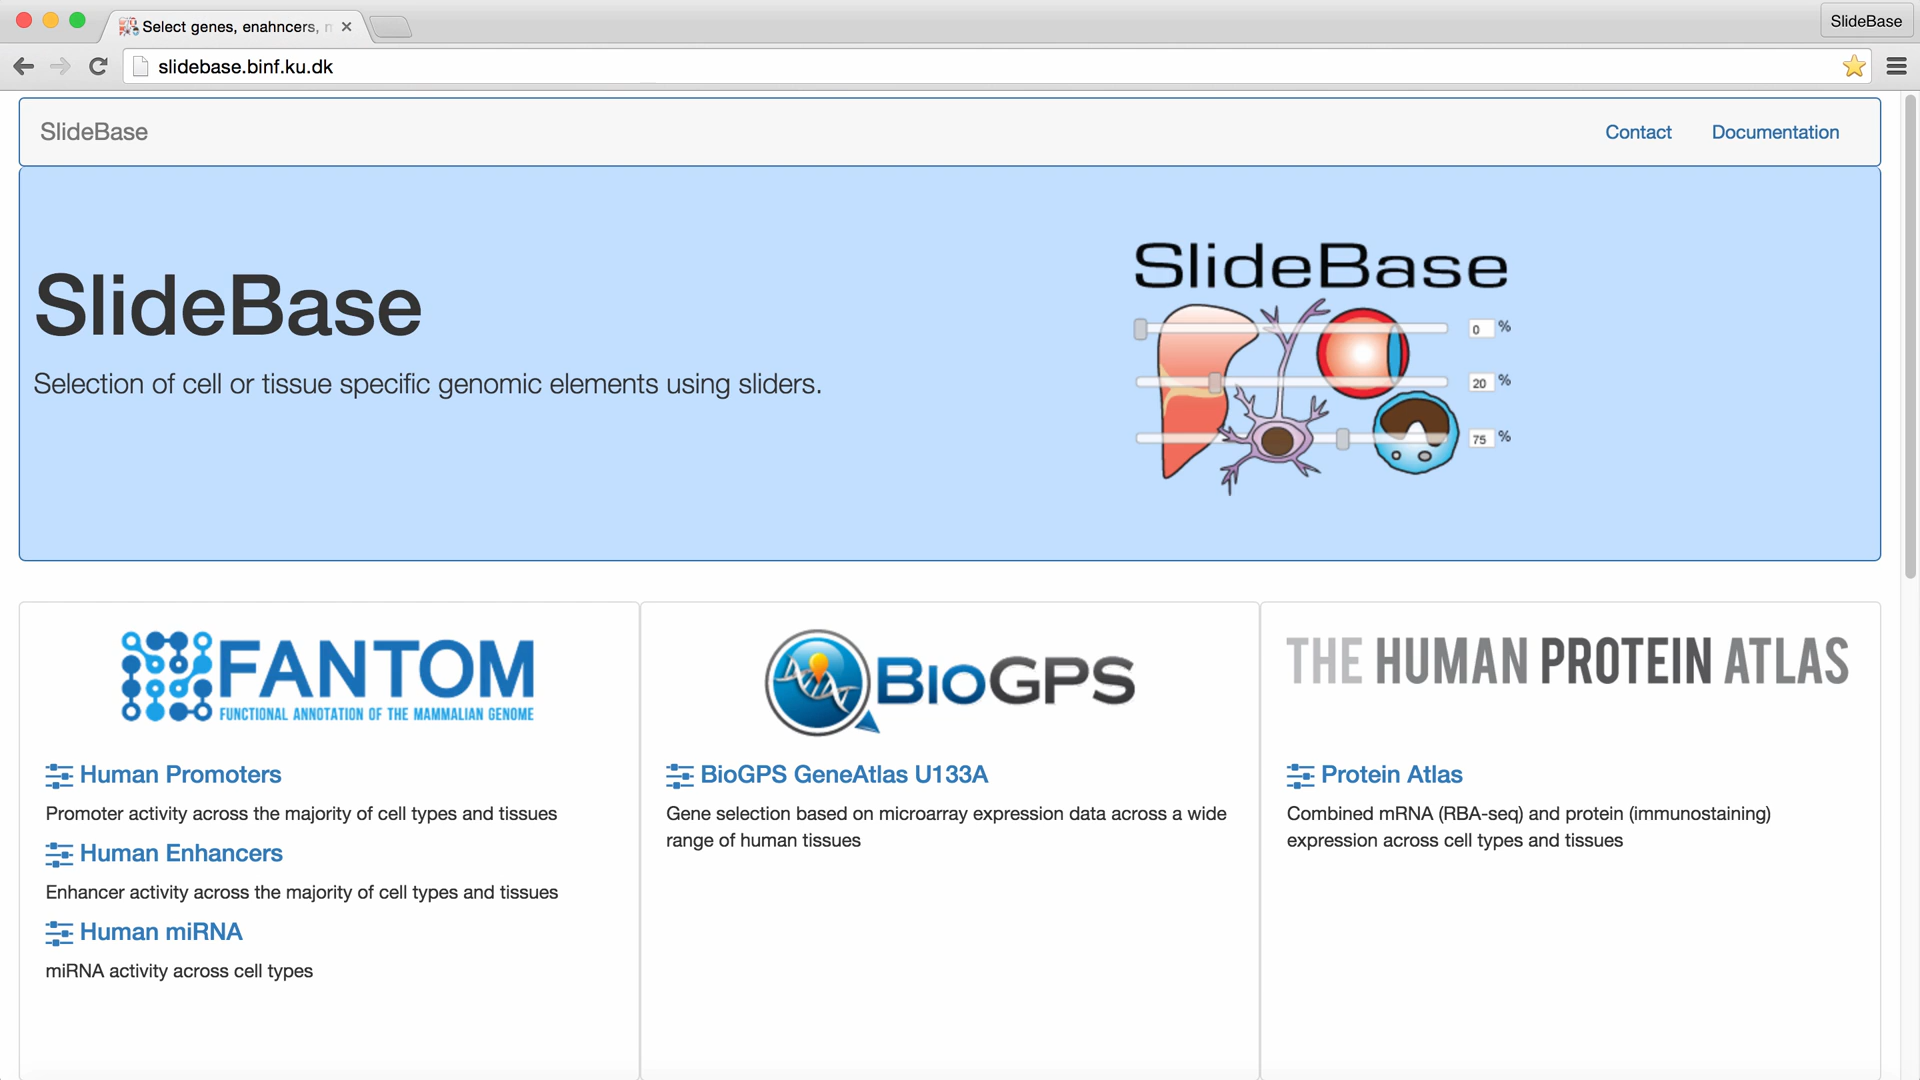 Select genes, enahncers,
SlideBase
slidebase.binf.ku.dk
SlideBase
Contact
Documentation
SlideBase
Selection of cell or tissue specific genomic elements using sliders.
SlideBase
0 %
20 %
75 %
FANTOM
FUNCTIONAL ANNOTATION OF THE MAMMALIAN GENOME
Human Promoters
Promoter activity across the majority of cell types and tissues
Human Enhancers
Enhancer activity across the majority of cell types and tissues
Human miRNA
miRNA activity across cell types
BioGPS
BioGPS GeneAtlas U133A
Gene selection based on microarray expression data across a wide
range of human tissues
THE HUMAN PROTEIN ATLAS
Protein Atlas
Combined mRNA (RBA-seq) and protein (immunostaining)
expression across cell types and tissues